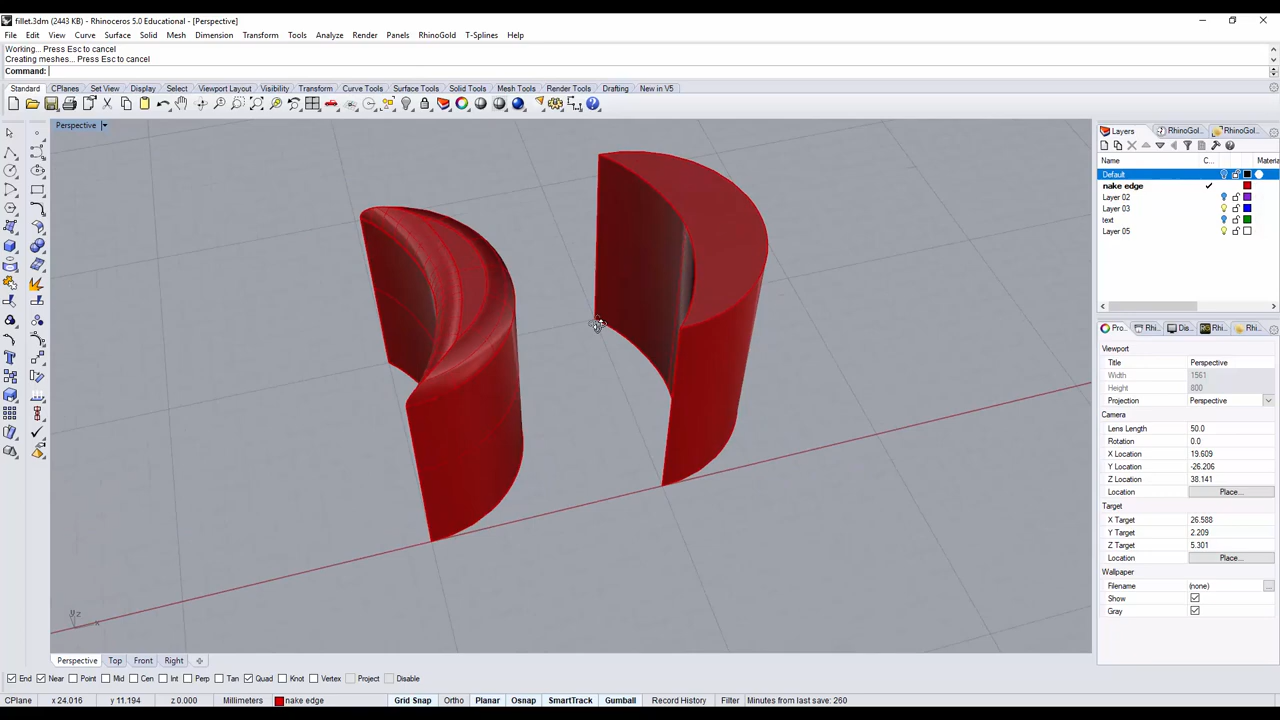 fillet.3dm (2443 KB) - Rhinoceros 5.0 Educational - [Perspective]
File Edit View Curve Surface Solid Mesh Dimension Transform Tools Analyze Render Panels RhinoGold T-Splines Help
Working... Press Esc to cancel
Creating meshes... Press Esc to cancel
Command:
Standard CPlanes Set View Display Select Viewport Layout Visibility Transform Curve Tools Surface Tools Solid Tools Mesh Tools Render Tools Drafting New in V5
Perspective
Layers RhinoGol... RhinoGol...
Name C... Material
Default
nake edge
Layer 02
Layer 03
text
Layer 05
Pro... Rhi... Dis... Rhi... Rhi...
Viewport
Title Perspective
Width 1561
Height 800
Projection Perspective
Camera
Lens Length 50.0
Rotation 0.0
X Location 19.609
Y Location -26.206
Z Location 38.141
Location Place...
Target
X Target 26.588
Y Target 2.209
Z Target 5.301
Location Place...
Wallpaper
Filename (none) ...
Show
Gray
z y x
Perspective Top Front Right
End Near Point Mid Cen Int Perp Tan Quad Knot Vertex Project Disable
CPlane x 24.016 y 11.194 z 0.000 Millimeters nake edge Grid Snap Ortho Planar Osnap SmartTrack Gumball Record History Filter Minutes from last save: 260